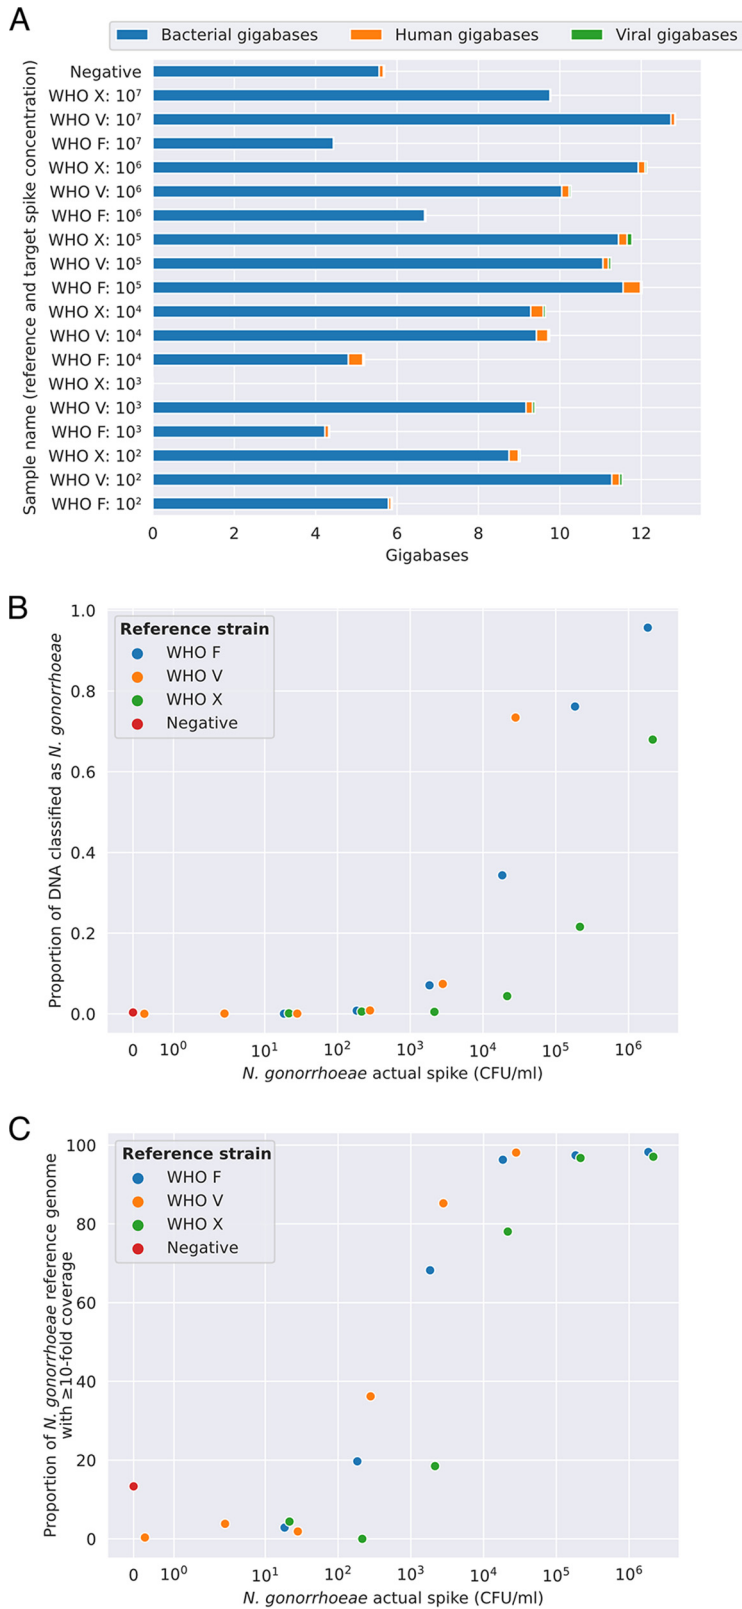 A
Bacterial gigabases Human gigabases Viral gigabases
Sample name (reference and target spike concentration)
Negative
WHO X: 10⁷
WHO V: 10⁷
WHO F: 10⁷
WHO X: 10⁶
WHO V: 10⁶
WHO F: 10⁶
WHO X: 10⁵
WHO V: 10⁵
WHO F: 10⁵
WHO X: 10⁴
WHO V: 10⁴
WHO F: 10⁴
WHO X: 10³
WHO V: 10³
WHO F: 10³
WHO X: 10²
WHO V: 10²
WHO F: 10²
0 2 4 6 8 10 12
Gigabases
B
Proportion of DNA classified as N. gonorrhoeae
1.0
0.8
0.6
0.4
0.2
0.0
Reference strain
WHO F
WHO V
WHO X
Negative
0 10⁰ 10¹ 10² 10³ 10⁴ 10⁵ 10⁶
N. gonorrhoeae actual spike (CFU/ml)
C
Proportion of N. gonorrhoeae reference genome
with ≥10-fold coverage
100
80
60
40
20
0
Reference strain
WHO F
WHO V
WHO X
Negative
0 10⁰ 10¹ 10² 10³ 10⁴ 10⁵ 10⁶
N. gonorrhoeae actual spike (CFU/ml)